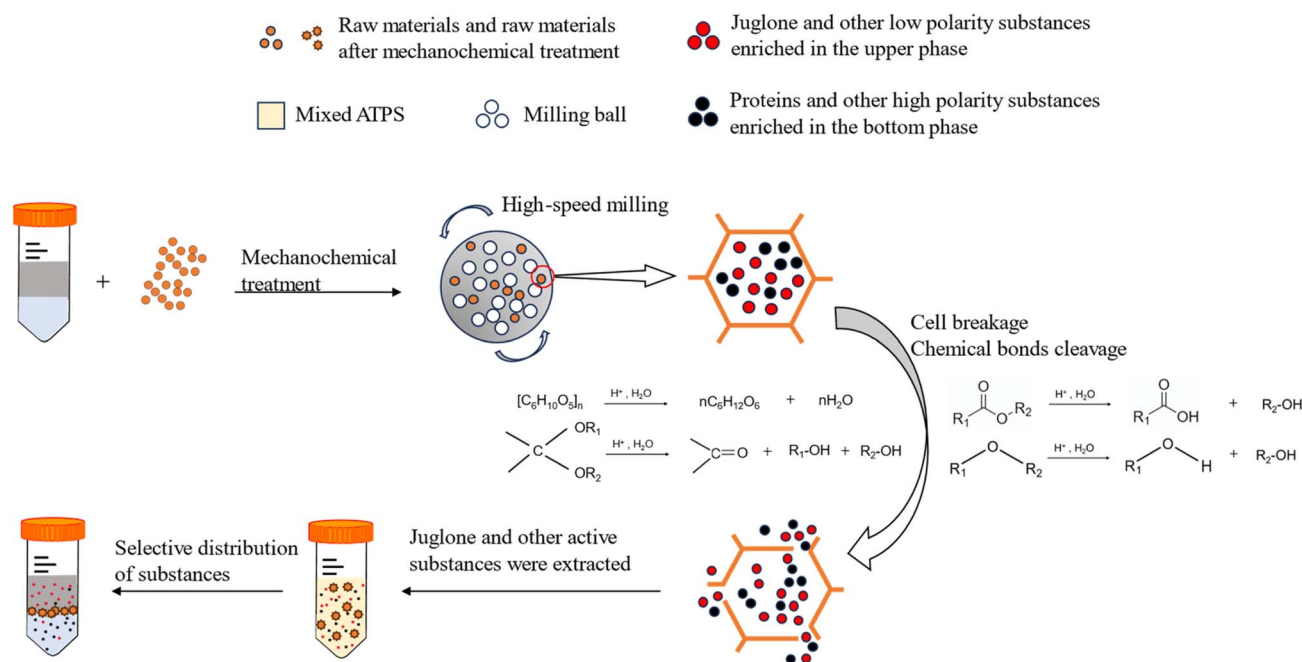 Raw materials and raw materials
after mechanochemical treatment
Juglone and other low polarity substances
enriched in the upper phase
Mixed ATPS
Milling ball
Proteins and other high polarity substances
enriched in the bottom phase
+
Mechanochemical
treatment
High-speed milling
Cell breakage
Chemical bonds cleavage
[C₆H₁₀O₅]ₙ H⁺ , H₂O nC₆H₁₂O₆ + nH₂O
C OR₁ OR₂ H⁺ , H₂O C=O + R₁-OH + R₂-OH
R₁ O O R₂ H⁺ , H₂O R₁ O OH + R₂-OH
R₁ O R₂ H⁺ , H₂O R₁ O H + R₂-OH
Selective distribution
of substances
Juglone and other active
substances were extracted